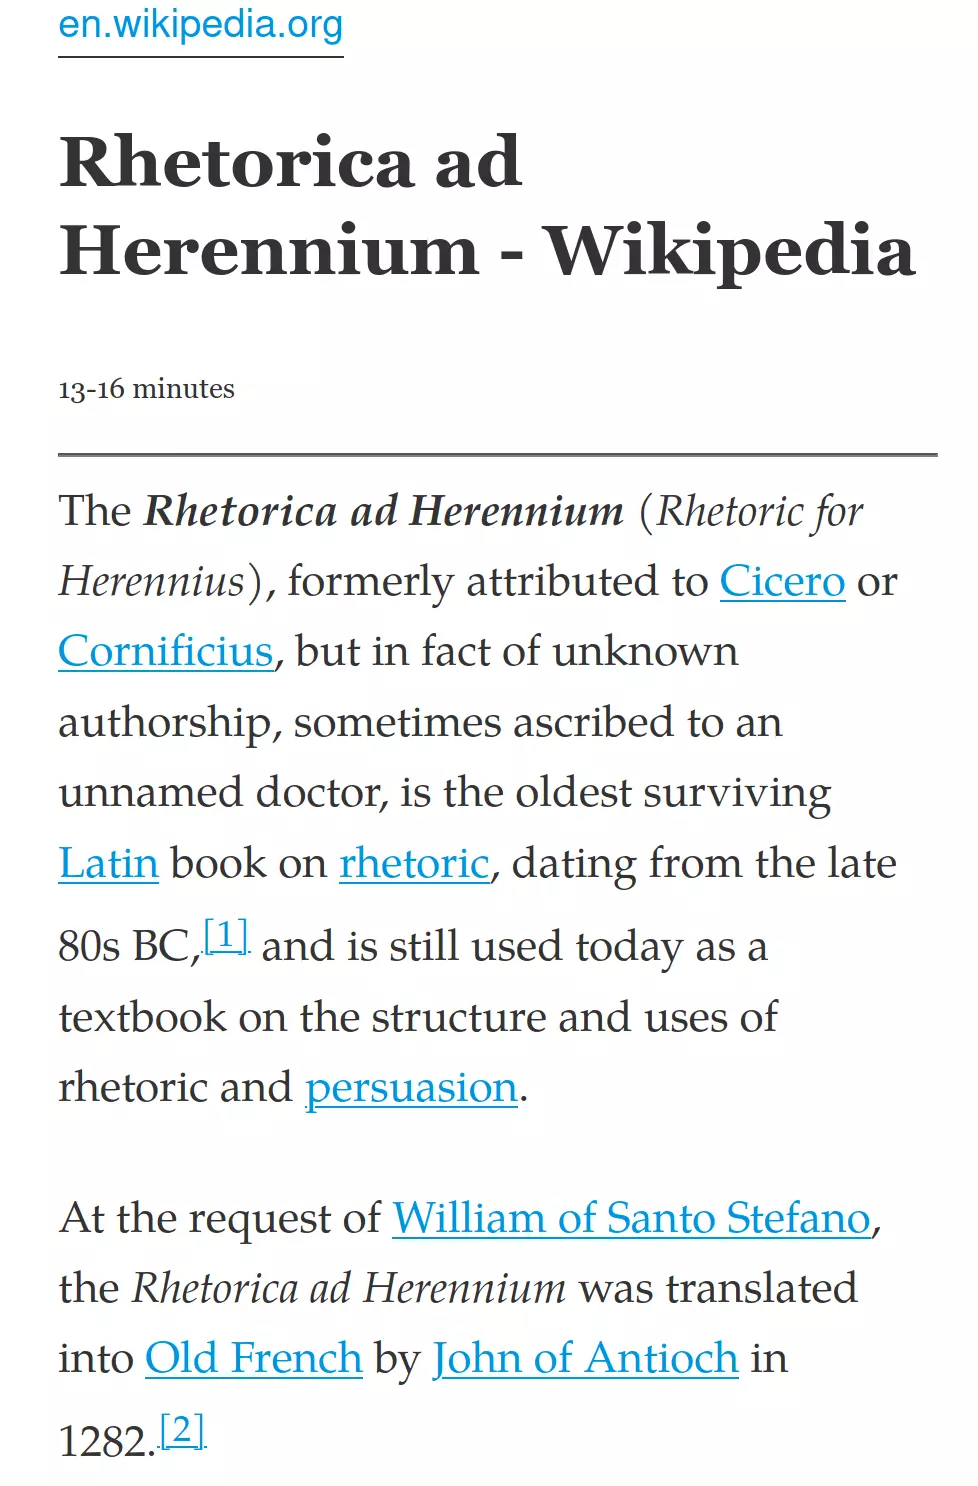 en.wikipedia.org
Rhetorica ad
Herennium - Wikipedia
13-16 minutes
The Rhetorica ad Herennium (Rhetoric for
Herennius), formerly attributed to Cicero or
Cornificius, but in fact of unknown
authorship, sometimes ascribed to an
unnamed doctor, is the oldest surviving
Latin book on rhetoric, dating from the late
80s BC,[1] and is still used today as a
textbook on the structure and uses of
rhetoric and persuasion.
At the request of William of Santo Stefano,
the Rhetorica ad Herennium was translated
into Old French by John of Antioch in
1282.[2]